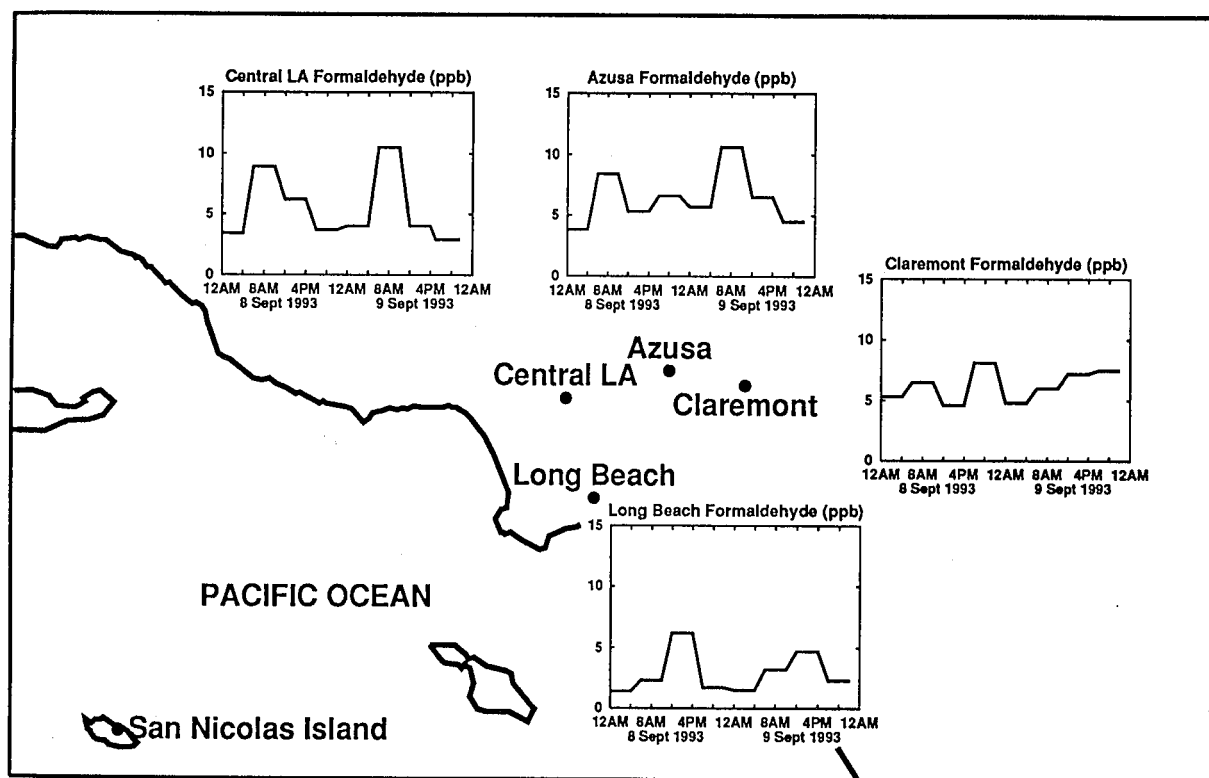 Central LA Formaldehyde (ppb)
15
10
5
0
12AM 8AM 4PM 12AM 8AM 4PM 12AM
8 Sept 1993 9 Sept 1993
Azusa Formaldehyde (ppb)
15
10
5
0
12AM 8AM 4PM 12AM 8AM 4PM 12AM
8 Sept 1993 9 Sept 1993
Claremont Formaldehyde (ppb)
15
10
5
0
12AM 8AM 4PM 12AM 8AM 4PM 12AM
8 Sept 1993 9 Sept 1993
Azusa
Central LA
Claremont
Long Beach
Long Beach Formaldehyde (ppb)
15
10
5
0
12AM 8AM 4PM 12AM 8AM 4PM 12AM
8 Sept 1993 9 Sept 1993
PACIFIC OCEAN
San Nicolas Island